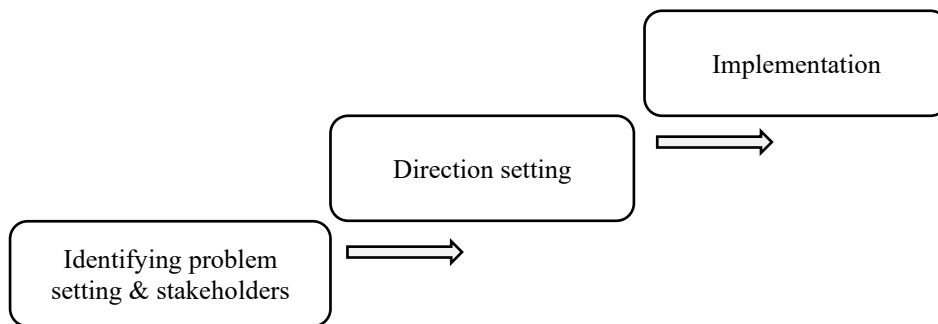 Implementation
Direction setting
Identifying problem
setting & stakeholders